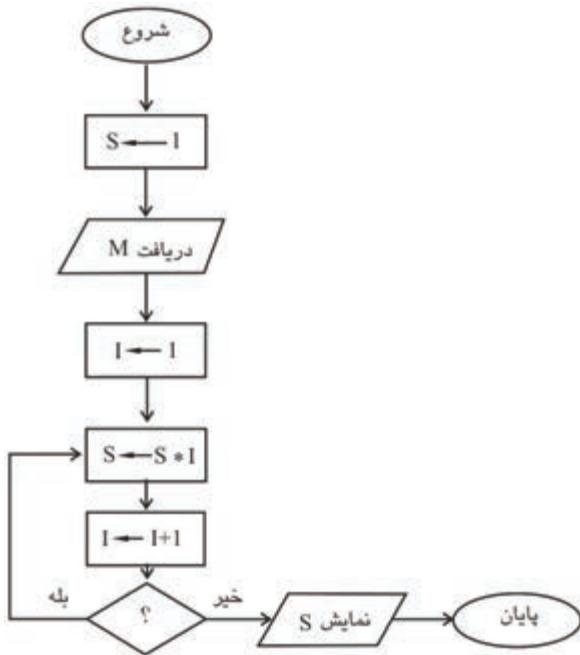 شروع
S ← 1
دریافت M
I ← 1
S ← S * I
I ← I+1
بله
؟
خیر
نمایش S
پایان